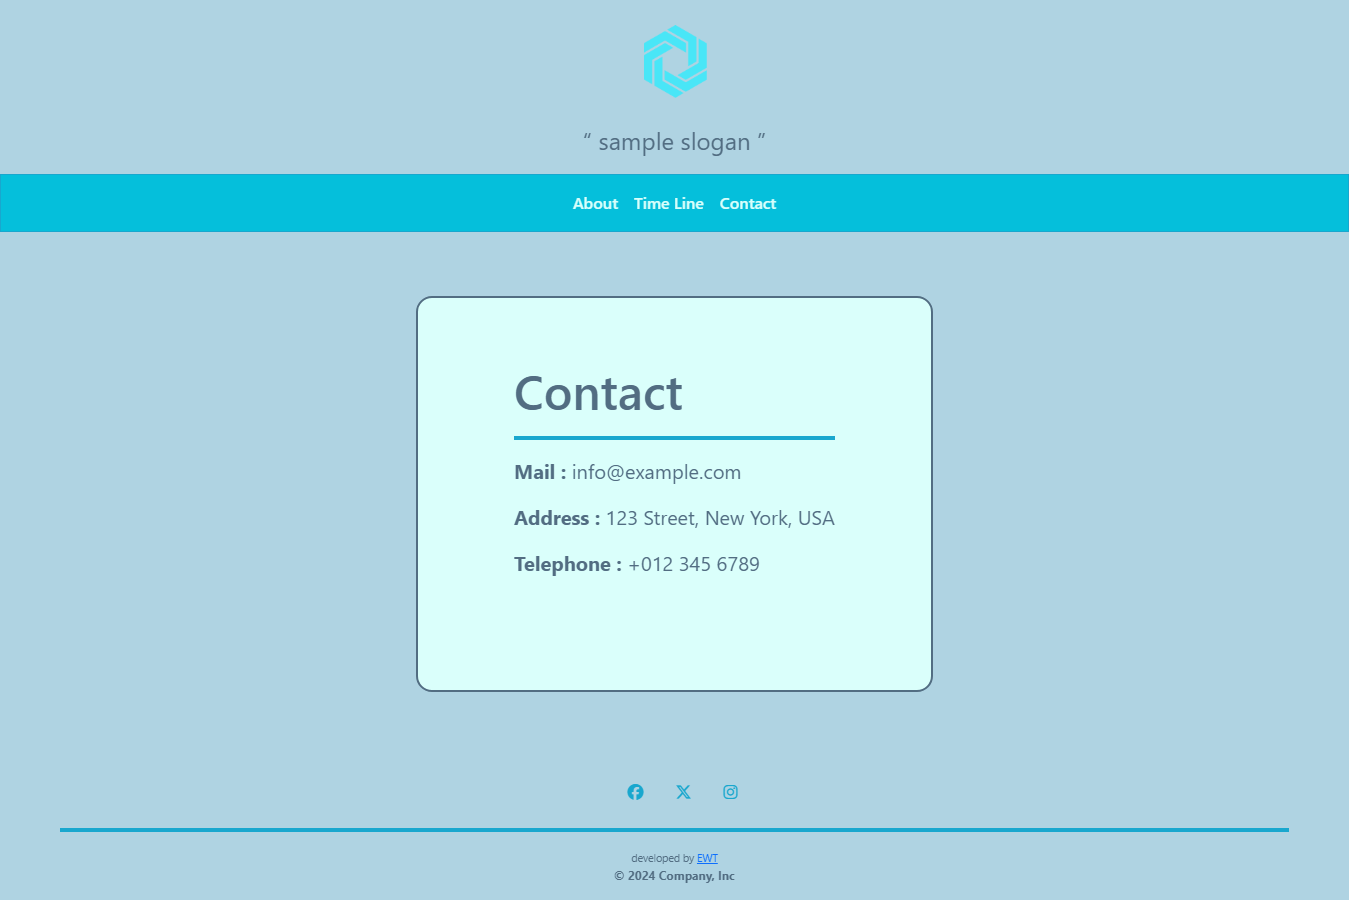 “ sample slogan ”
About Time Line Contact
Contact
Mail : info@example.com
Address : 123 Street, New York, USA
Telephone : +012 345 6789
developed by EWT
© 2024 Company, Inc